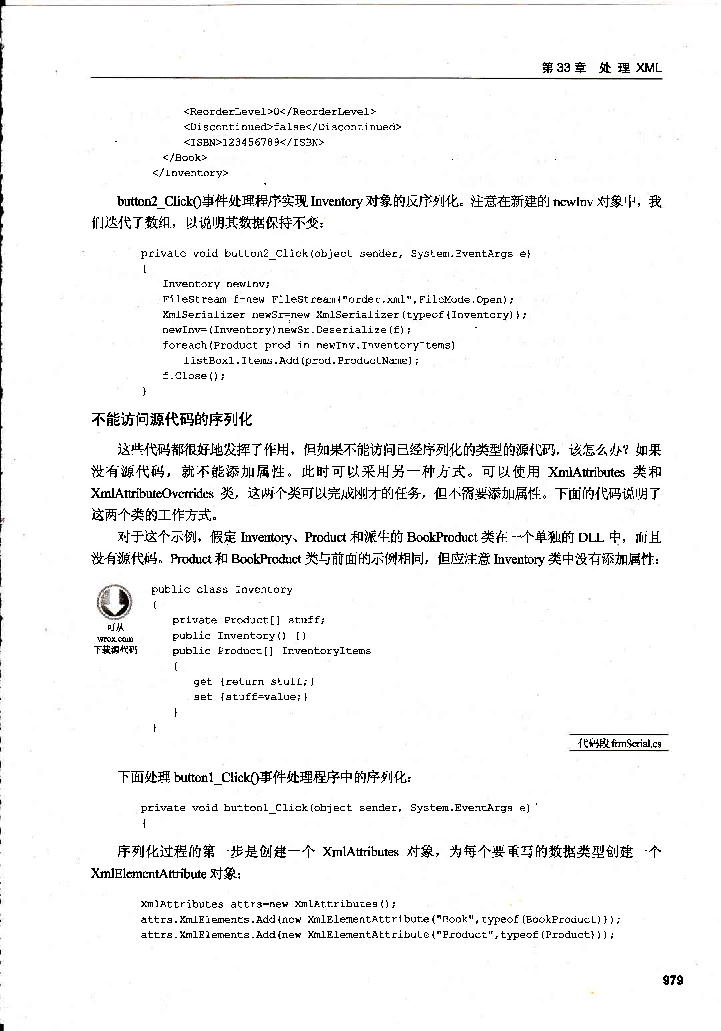 第 33 章 处 理 XML
<ReorderLevel>0</ReorderLevel>
<Discontinued>false</Discontinued>
<ISBN>123456789</ISBN>
</Book>
</Inventory>
button2_Click()事件处理程序实现 Inventory 对象的反序列化。注意在新建的 newInv 对象中，我
们迭代了数组，以说明其数据保持不变：
private void button2_Click(object sender, System.EventArgs e)
{
Inventory newInv;
FileStream f=new FileStream("order.xml",FileMode.Open);
XmlSerializer newSr=new XmlSerializer(typeof(Inventory));
newInv=(Inventory)newSr.Deserialize(f);
foreach(Product prod in newInv.InventoryItems)
listBox1.Items.Add(prod.ProductName);
f.Close();
}
不能访问源代码的序列化
这些代码都很好地发挥了作用，但如果不能访问已经序列化的类型的源代码，该怎么办？如果
没有源代码，就不能添加属性。此时可以采用另一种方式。可以使用 XmlAttributes 类和
XmlAttributeOverrides 类，这两个类可以完成刚才的任务，但不需要添加属性。下面的代码说明了
这两个类的工作方式。
对于这个示例，假定 Inventory、Product 和派生的 BookProduct 类在一个单独的 DLL 中，而且
没有源代码。Product 和 BookProduct 类与前面的示例相同，但应注意 Inventory 类中没有添加属性：
可从
wrox.com
下载源代码
public class Inventory
{
private Product[] stuff;
public Inventory() {}
public Product[] InventoryItems
{
get {return stuff;}
set {stuff=value;}
}
}
代码段 frmSerial.cs
下面处理 button1_Click()事件处理程序中的序列化：
private void button1_Click(object sender, System.EventArgs e)
{
序列化过程的第一步是创建一个 XmlAttributes 对象，为每个要重写的数据类型创建一个
XmlElementAttribute 对象：
XmlAttributes attrs=new XmlAttributes();
attrs.XmlElements.Add(new XmlElementAttribute("Book",typeof(BookProduct)));
attrs.XmlElements.Add(new XmlElementAttribute("Product",typeof(Product)));
979